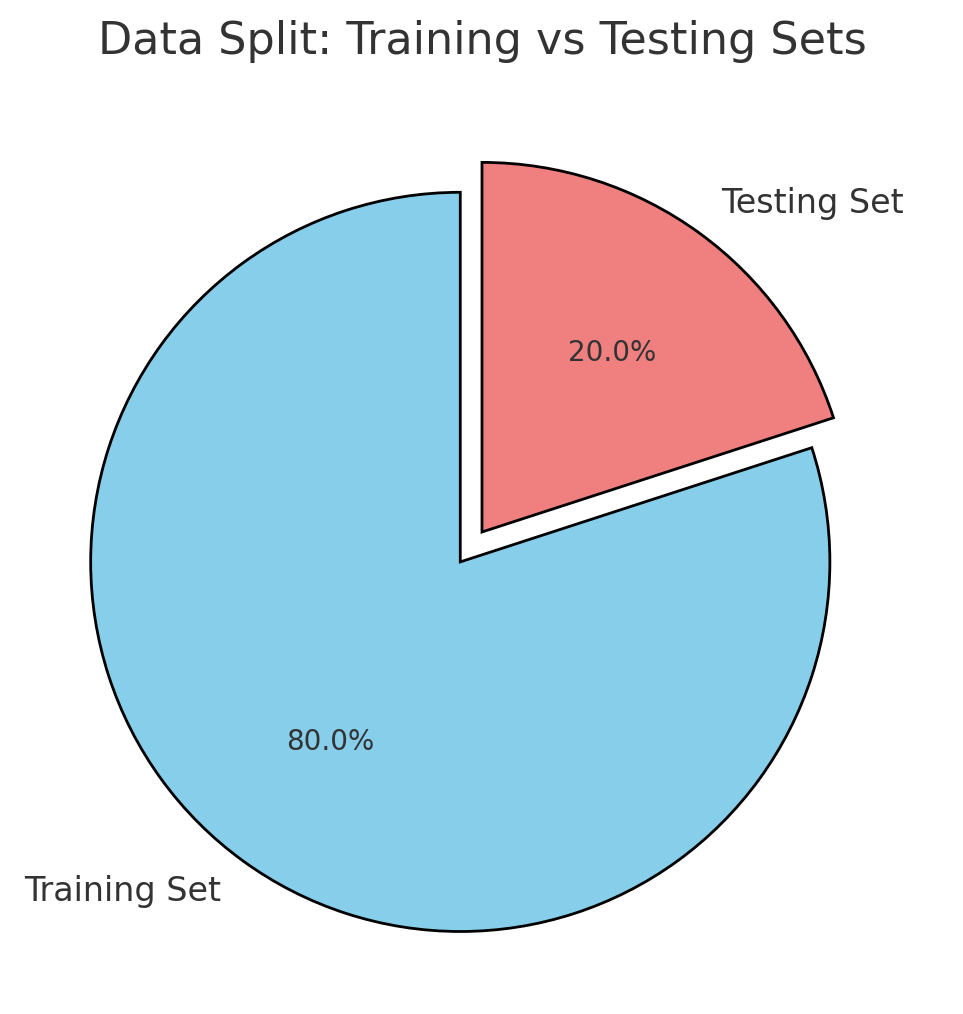 Data Split: Training vs Testing Sets
Testing Set
20.0%
80.0%
Training Set